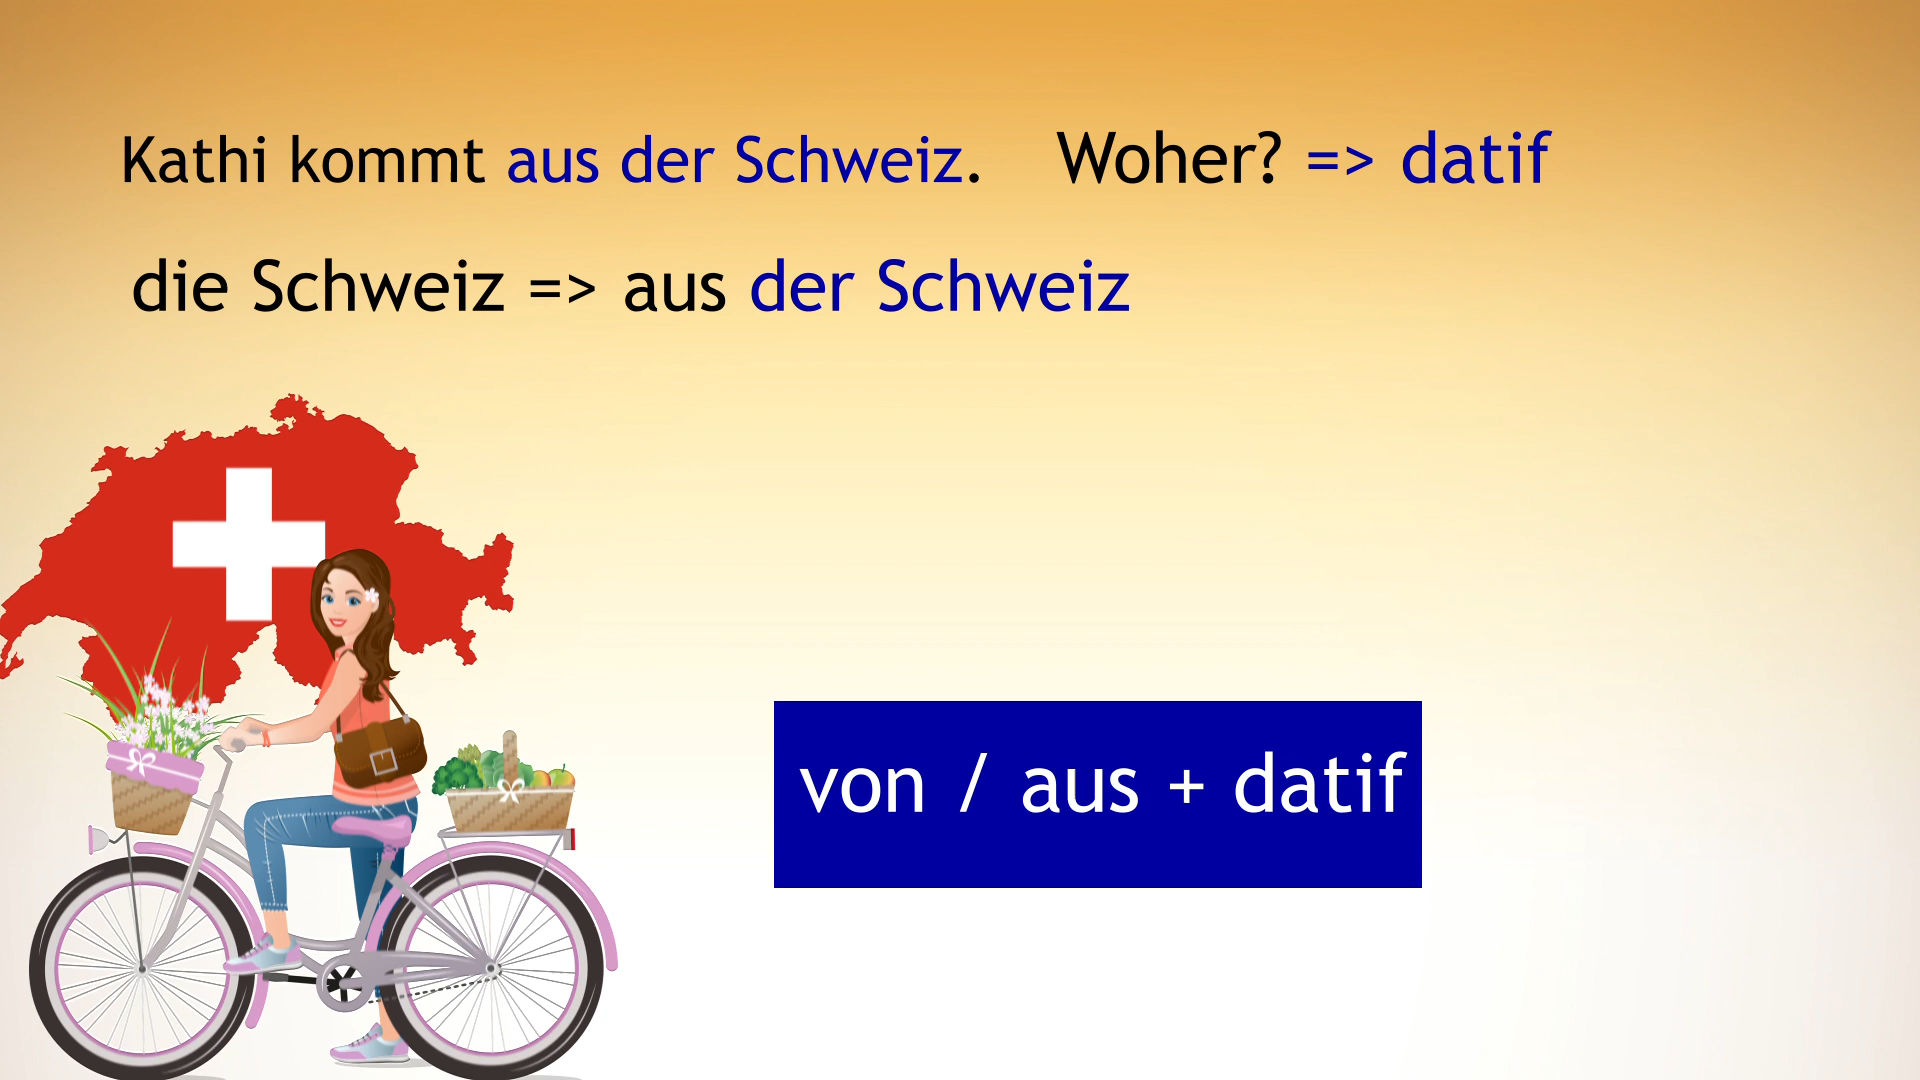 Kathi kommt aus der Schweiz. Woher? => datif
die Schweiz => aus der Schweiz
von / aus + datif